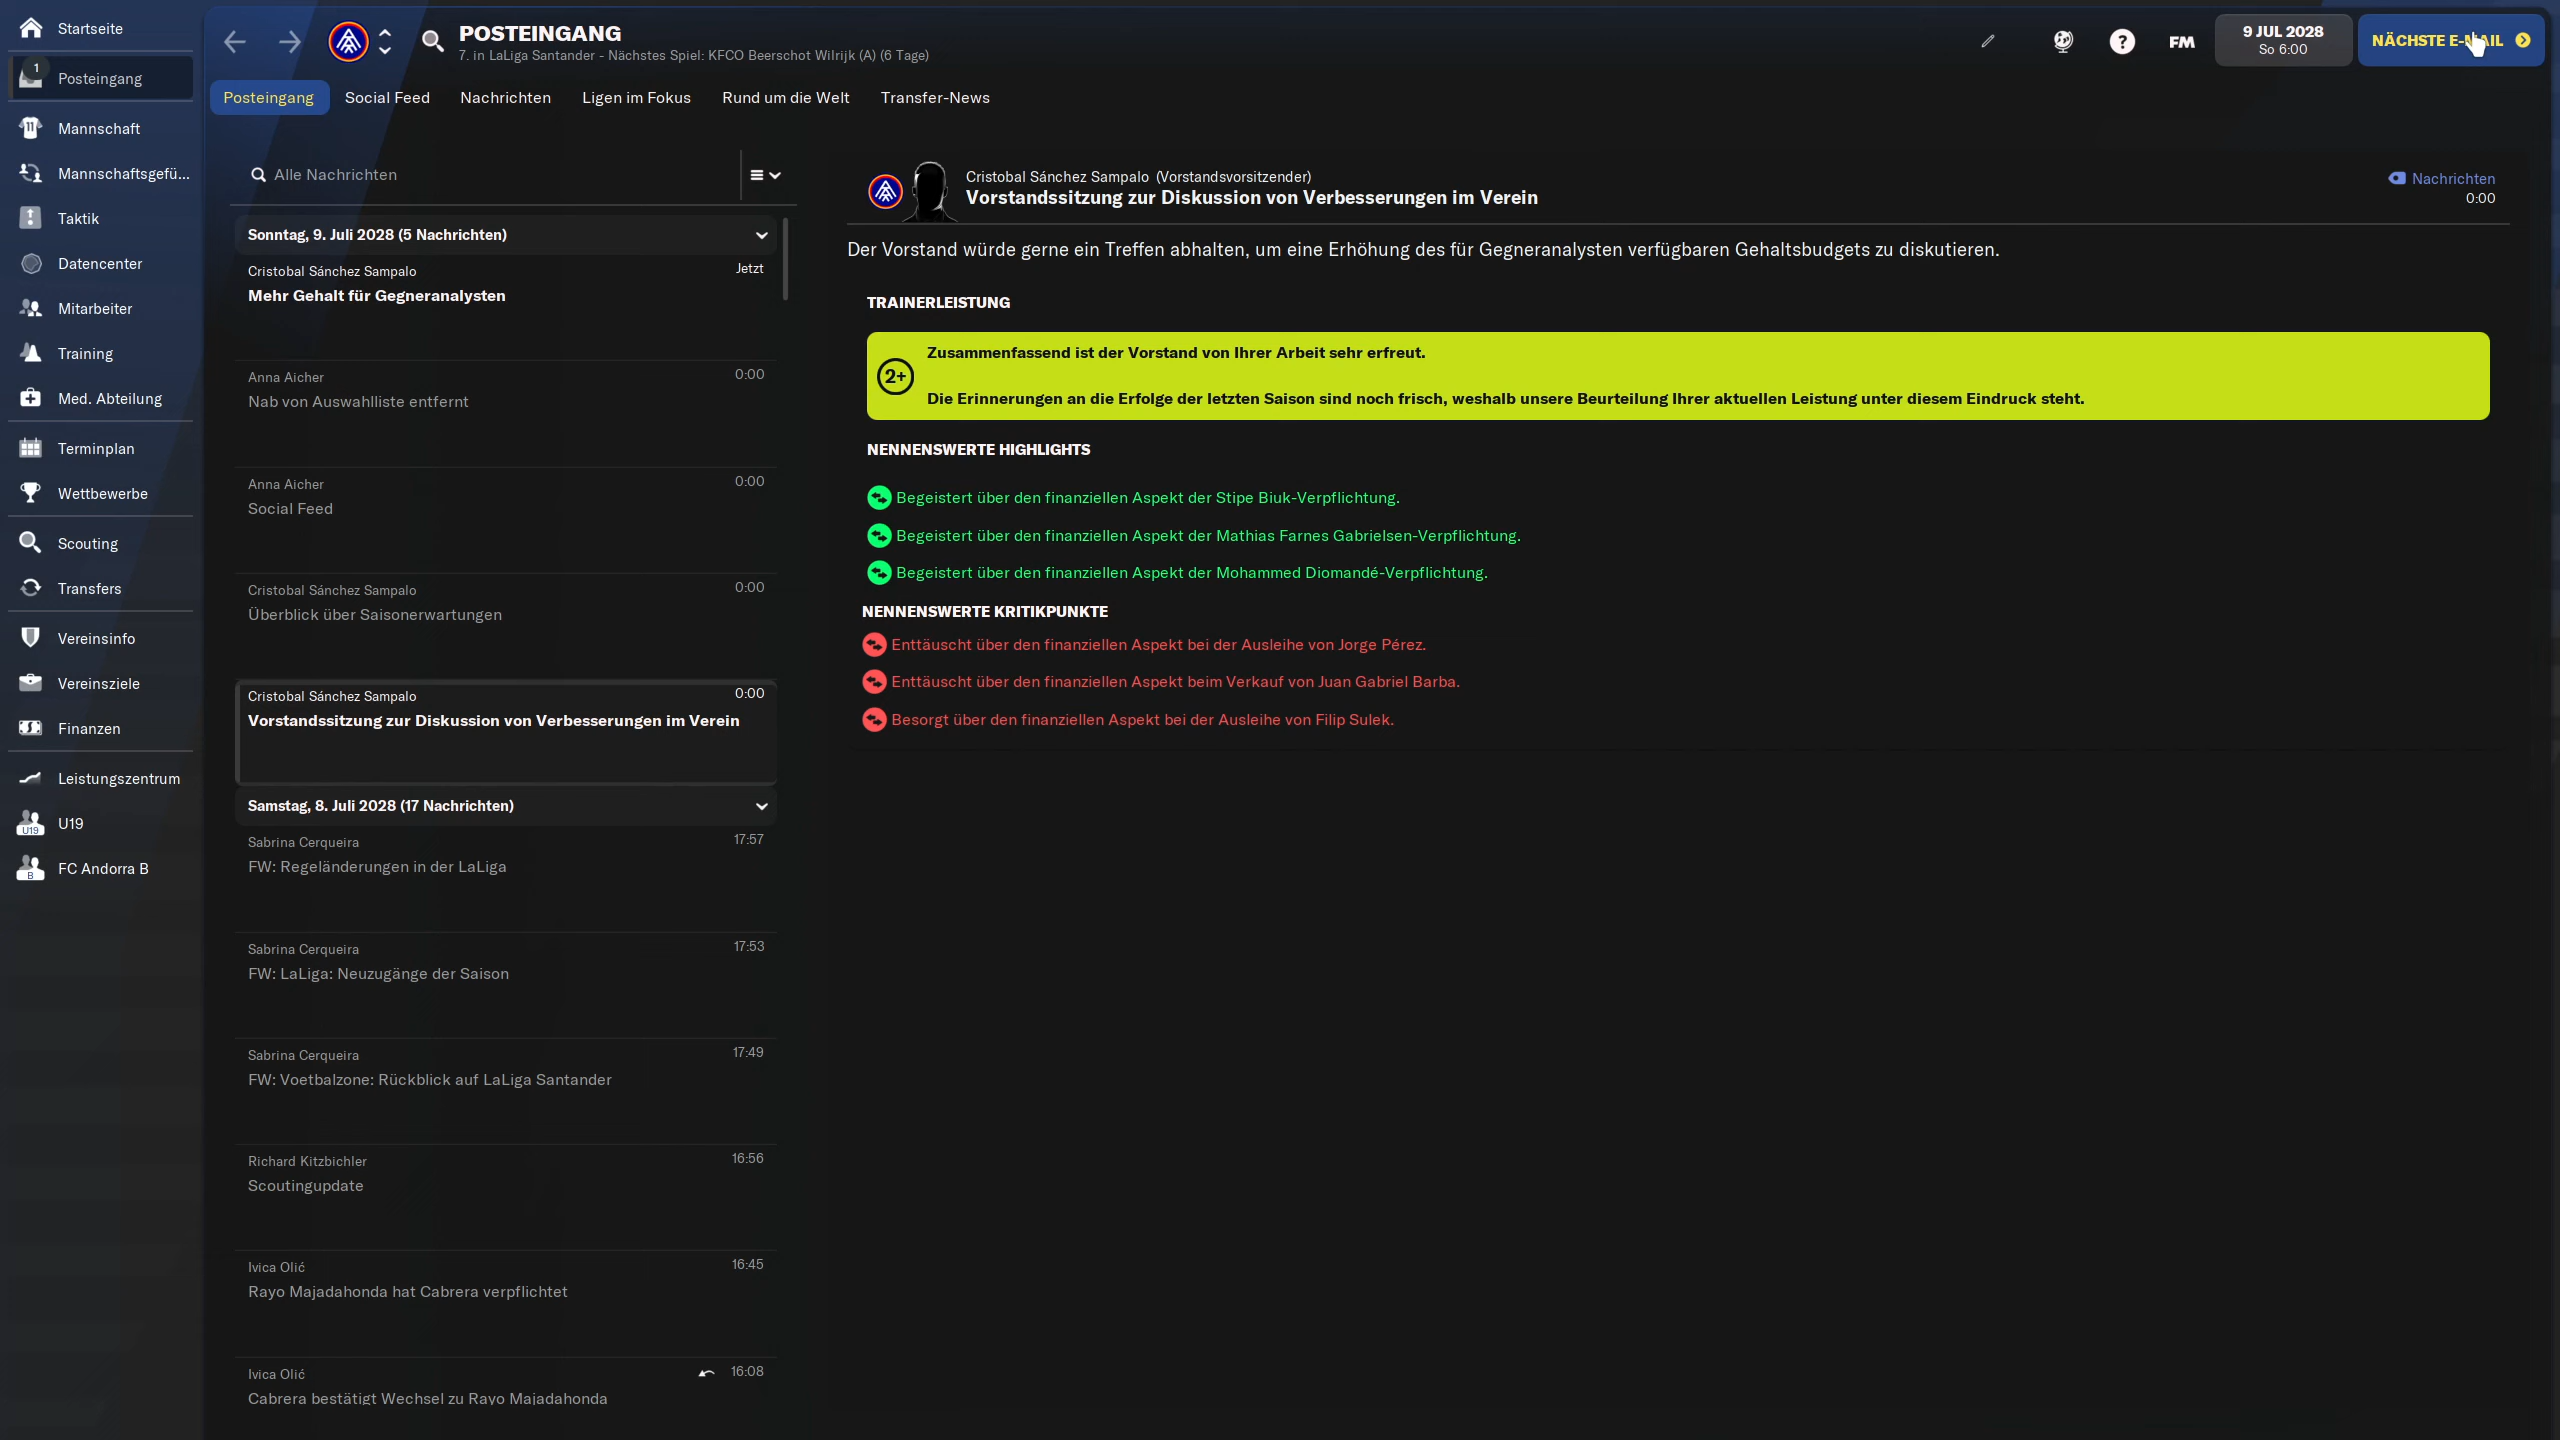 Startseite
1
Posteingang
Mannschaft
Mannschaftsgefü...
Taktik
Datencenter
Mitarbeiter
Training
Med. Abteilung
Terminplan
Wettbewerbe
Scouting
Transfers
Vereinsinfo
Vereinsziele
Finanzen
Leistungszentrum
U19
U19
B
FC Andorra B
POSTEINGANG
7. in LaLiga Santander - Nächstes Spiel: KFCO Beerschot Wilrijk (A) (6 Tage)
?
FM
9 JUL 2028
So 6:00
NÄCHSTE E-MAIL
Posteingang Social Feed Nachrichten Ligen im Fokus Rund um die Welt Transfer-News
Alle Nachrichten
Sonntag, 9. Juli 2028 (5 Nachrichten)
Cristobal Sánchez Sampalo Jetzt
Mehr Gehalt für Gegneranalysten
Anna Aicher 0:00
Nab von Auswahlliste entfernt
Anna Aicher 0:00
Social Feed
Cristobal Sánchez Sampalo 0:00
Überblick über Saisonerwartungen
Cristobal Sánchez Sampalo 0:00
Vorstandssitzung zur Diskussion von Verbesserungen im Verein
Samstag, 8. Juli 2028 (17 Nachrichten)
Sabrina Cerqueira 17:57
FW: Regeländerungen in der LaLiga
Sabrina Cerqueira 17:53
FW: LaLiga: Neuzugänge der Saison
Sabrina Cerqueira 17:49
FW: Voetbalzone: Rückblick auf LaLiga Santander
Richard Kitzbichler 16:56
Scoutingupdate
Ivica Olić 16:45
Rayo Majadahonda hat Cabrera verpflichtet
Ivica Olić 16:08
Cabrera bestätigt Wechsel zu Rayo Majadahonda
Cristobal Sánchez Sampalo (Vorstandsvorsitzender)
Vorstandssitzung zur Diskussion von Verbesserungen im Verein
Nachrichten
0:00
Der Vorstand würde gerne ein Treffen abhalten, um eine Erhöhung des für Gegneranalysten verfügbaren Gehaltsbudgets zu diskutieren.
TRAINERLEISTUNG
2+
Zusammenfassend ist der Vorstand von Ihrer Arbeit sehr erfreut.
Die Erinnerungen an die Erfolge der letzten Saison sind noch frisch, weshalb unsere Beurteilung Ihrer aktuellen Leistung unter diesem Eindruck steht.
NENNENSWERTE HIGHLIGHTS
Begeistert über den finanziellen Aspekt der Stipe Biuk-Verpflichtung.
Begeistert über den finanziellen Aspekt der Mathias Farnes Gabrielsen-Verpflichtung.
Begeistert über den finanziellen Aspekt der Mohammed Diomandé-Verpflichtung.
NENNENSWERTE KRITIKPUNKTE
Enttäuscht über den finanziellen Aspekt bei der Ausleihe von Jorge Pérez.
Enttäuscht über den finanziellen Aspekt beim Verkauf von Juan Gabriel Barba.
Besorgt über den finanziellen Aspekt bei der Ausleihe von Filip Sulek.